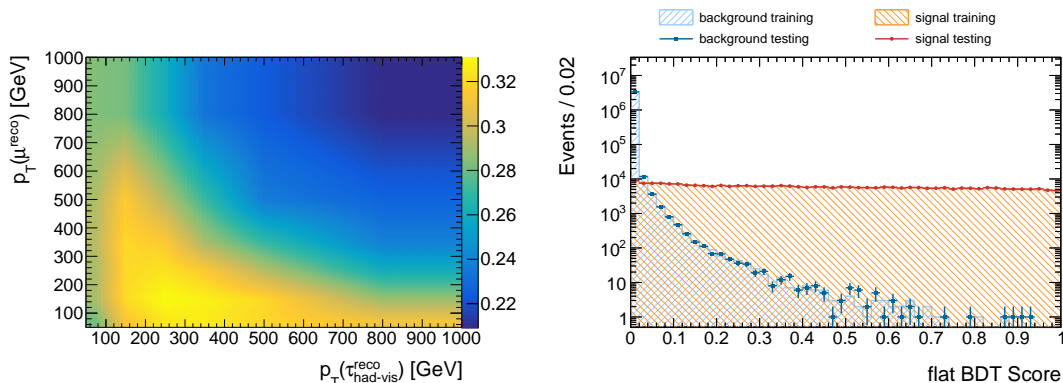 background training
signal training
background testing
signal testing
p_T(μ^reco) [GeV]
1000
900
800
700
600
500
400
300
200
100
100 200 300 400 500 600 700 800 900 1000
p_T(τ^reco_had-vis) [GeV]
0.32
0.3
0.28
0.26
0.24
0.22
Events / 0.02
10^7
10^6
10^5
10^4
10^3
10^2
10
1
0 0.1 0.2 0.3 0.4 0.5 0.6 0.7 0.8 0.9 1
flat BDT Score